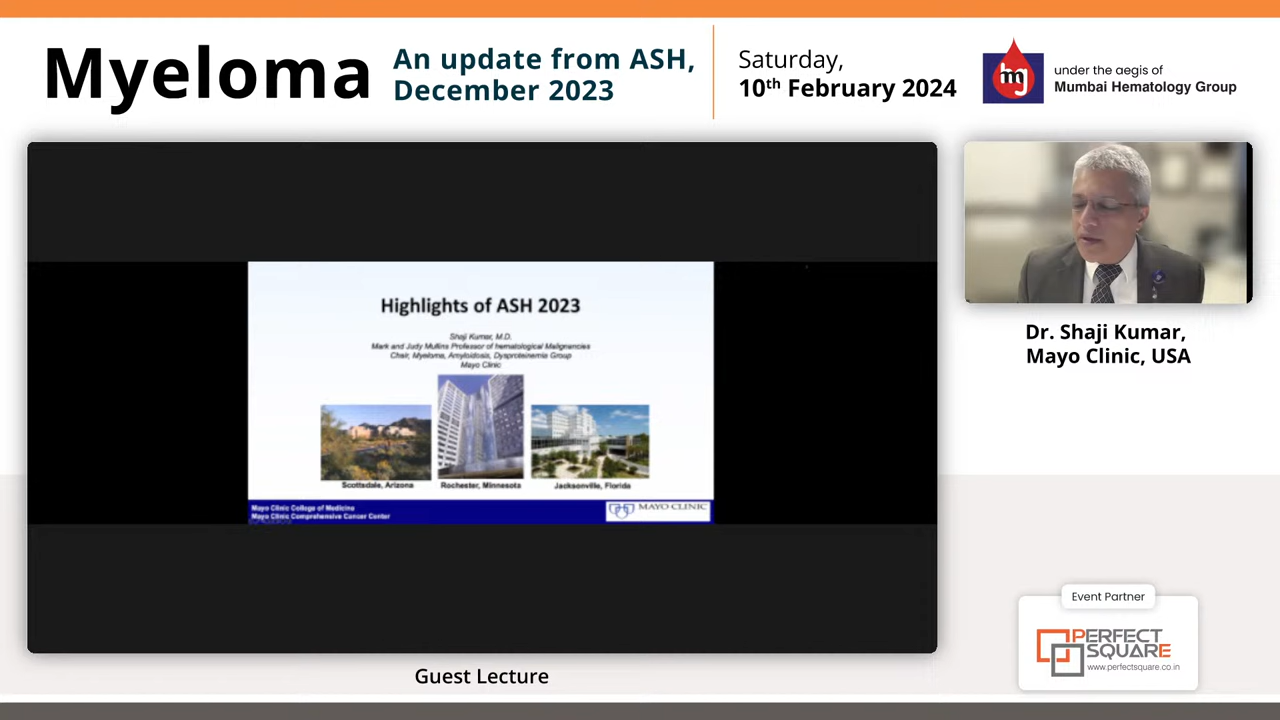 Myeloma
An update from ASH,
December 2023
Saturday,
10th February 2024
mg
under the aegis of
Mumbai Hematology Group
Highlights of ASH 2023
Shaji Kumar, M.D.
Mark and Judy Mullins Professor of hematological Malignancies
Chair, Myeloma, Amyloidosis, Dysproteinemia Group
Mayo Clinic
Scottsdale, Arizona
Rochester, Minnesota
Jacksonville, Florida
Mayo Clinic College of Medicine
Mayo Clinic Comprehensive Cancer Center
MAYO CLINIC
Dr. Shaji Kumar,
Mayo Clinic, USA
Guest Lecture
Event Partner
PERFECT
SQUARE
www.perfectsquare.co.in